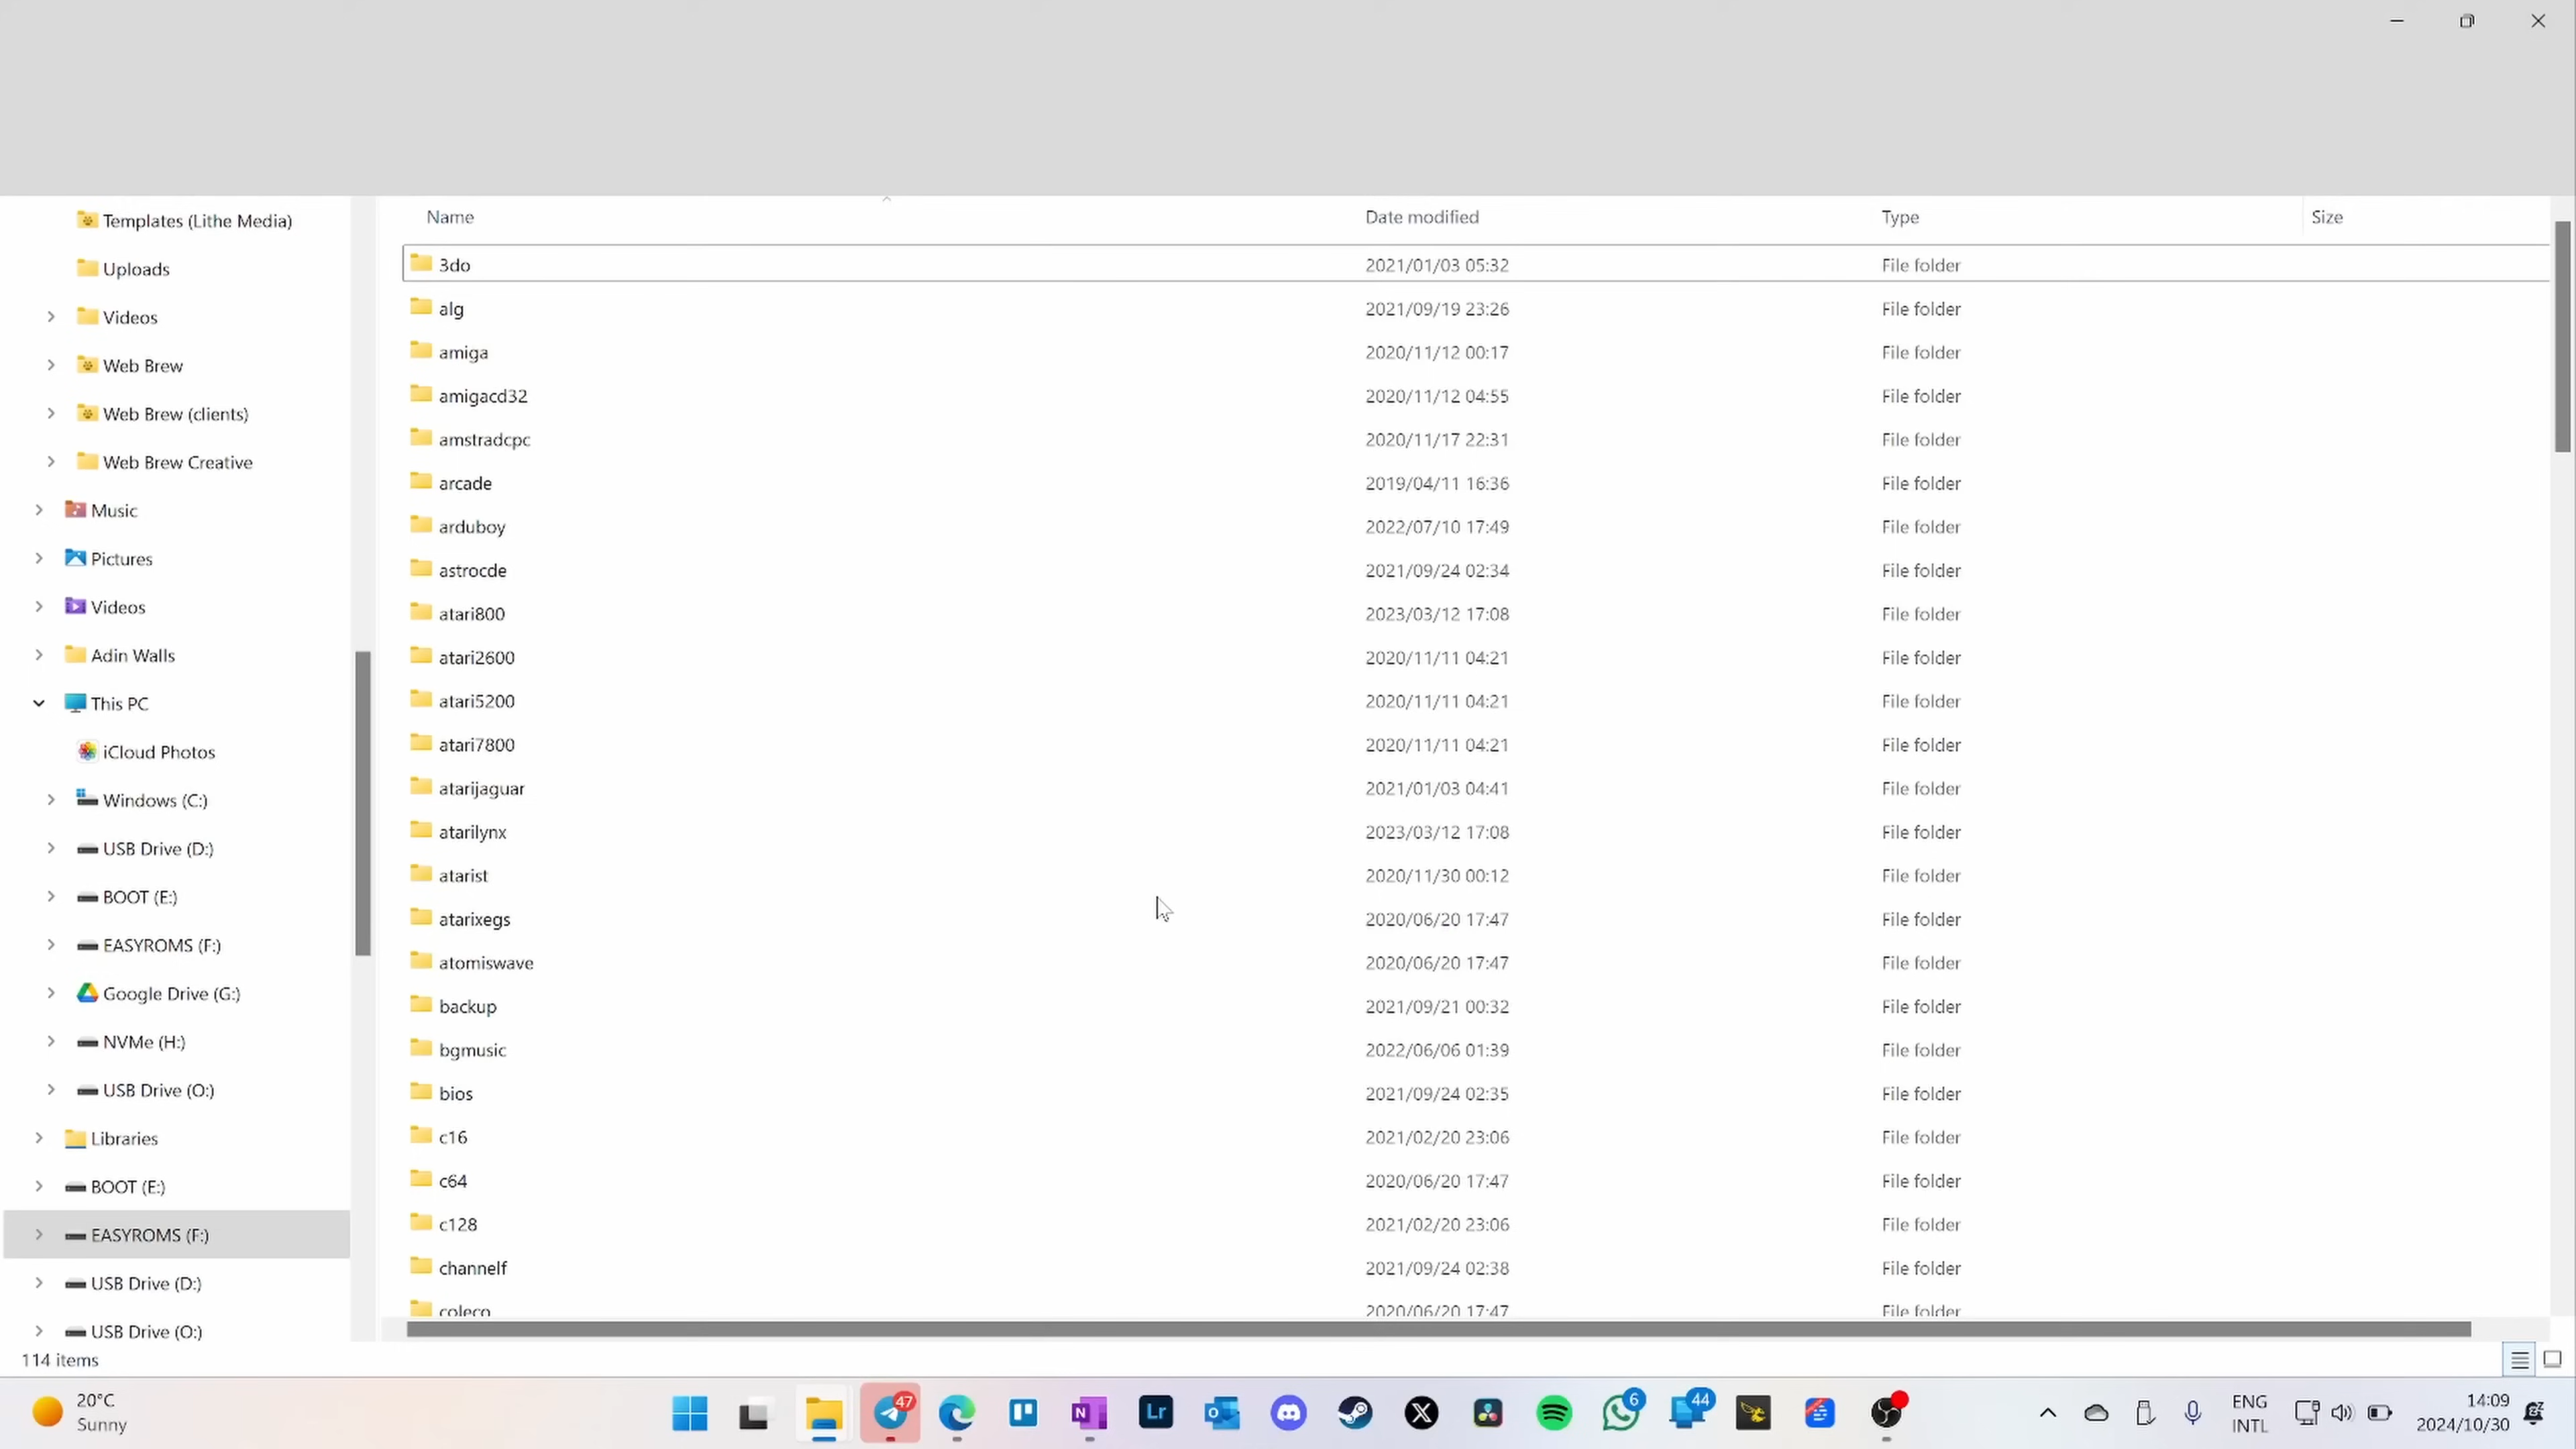 Templates (Lithe Media)
Uploads
Videos
Web Brew
Web Brew (clients)
Web Brew Creative
Music
Pictures
Videos
Adin Walls
This PC
iCloud Photos
Windows (C:)
USB Drive (D:)
BOOT (E:)
EASYROMS (F:)
Google Drive (G:)
NVMe (H:)
USB Drive (O:)
Libraries
BOOT (E:)
EASYROMS (F:)
USB Drive (D:)
USB Drive (O:)
Name Date modified Type Size
3do 2021/01/03 05:32 File folder
alg 2021/09/19 23:26 File folder
amiga 2020/11/12 00:17 File folder
amigacd32 2020/11/12 04:55 File folder
amstradcpc 2020/11/17 22:31 File folder
arcade 2019/04/11 16:36 File folder
arduboy 2022/07/10 17:49 File folder
astrocde 2021/09/24 02:34 File folder
atari800 2023/03/12 17:08 File folder
atari2600 2020/11/11 04:21 File folder
atari5200 2020/11/11 04:21 File folder
atari7800 2020/11/11 04:21 File folder
atarijaguar 2021/01/03 04:41 File folder
atarilynx 2023/03/12 17:08 File folder
atarist 2020/11/30 00:12 File folder
atarixegs 2020/06/20 17:47 File folder
atomiswave 2020/06/20 17:47 File folder
backup 2021/09/21 00:32 File folder
bgmusic 2022/06/06 01:39 File folder
bios 2021/09/24 02:35 File folder
c16 2021/02/20 23:06 File folder
c64 2020/06/20 17:47 File folder
c128 2021/02/20 23:06 File folder
channelf 2021/09/24 02:38 File folder
coleco 2020/06/20 17:47 File folder
114 items
20°C
Sunny
47
N
Lr
6
44
ENG
INTL
14:09
2024/10/30